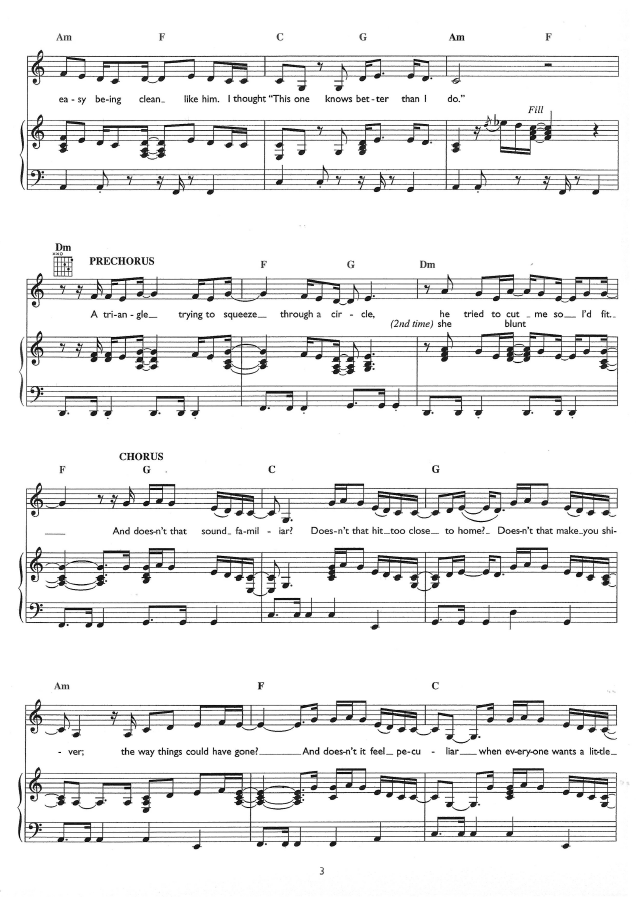 Am F C G Am F
ea - sy be-ing clean_ like him. I thought "This one knows bet - ter than I do."
Fill
Dm
PRECHORUS
F G Dm
A tri-an - gle_ trying to squeeze_ through a cir - cle, he tried to cut_ me so_ I'd fit._
(2nd time) she blunt
CHORUS
F G C G
And does-n't that sound_ fa-mil - iar? Does-n't that hit_too close_ to home?_ Does-n't that make_you shi-
Am F C
- ver; the way things could have gone?_ And does-n't it feel_ pe-cu - liar_ when ev-ery-one wants a lit-tle_
3